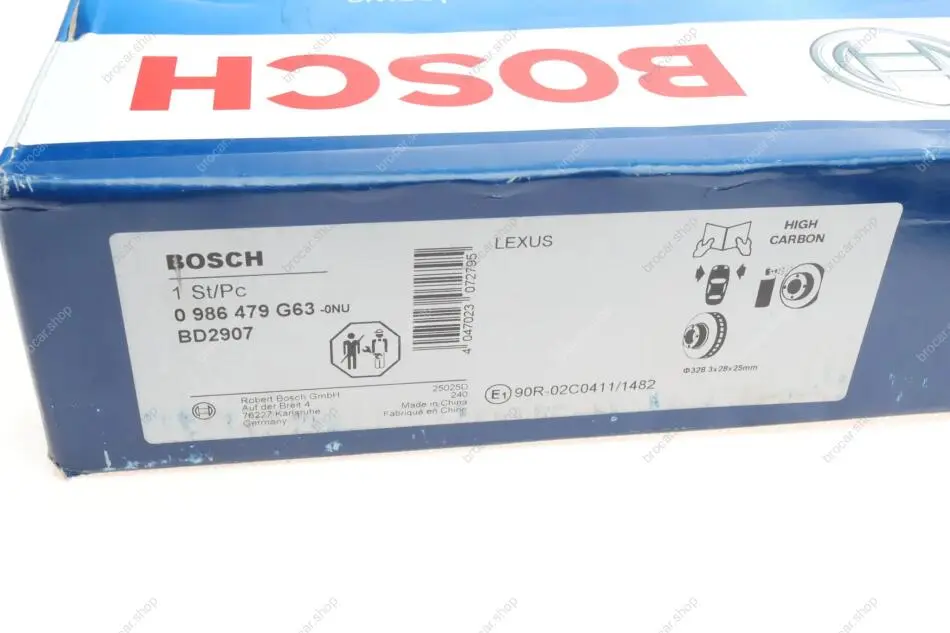 BOSCH
BOSCH
1 St/Pc
0 986 479 G63 -0NU
BD2907
4 047023 072795
LEXUS
HIGH
CARBON
Φ328.3x28x25mm
E1 90R-02C0411/1482
Robert Bosch GmbH
Auf der Breit 4
76227 Karlsruhe
Germany
25025D
240
Made in China
Fabriqué en Chine
brocar.shop